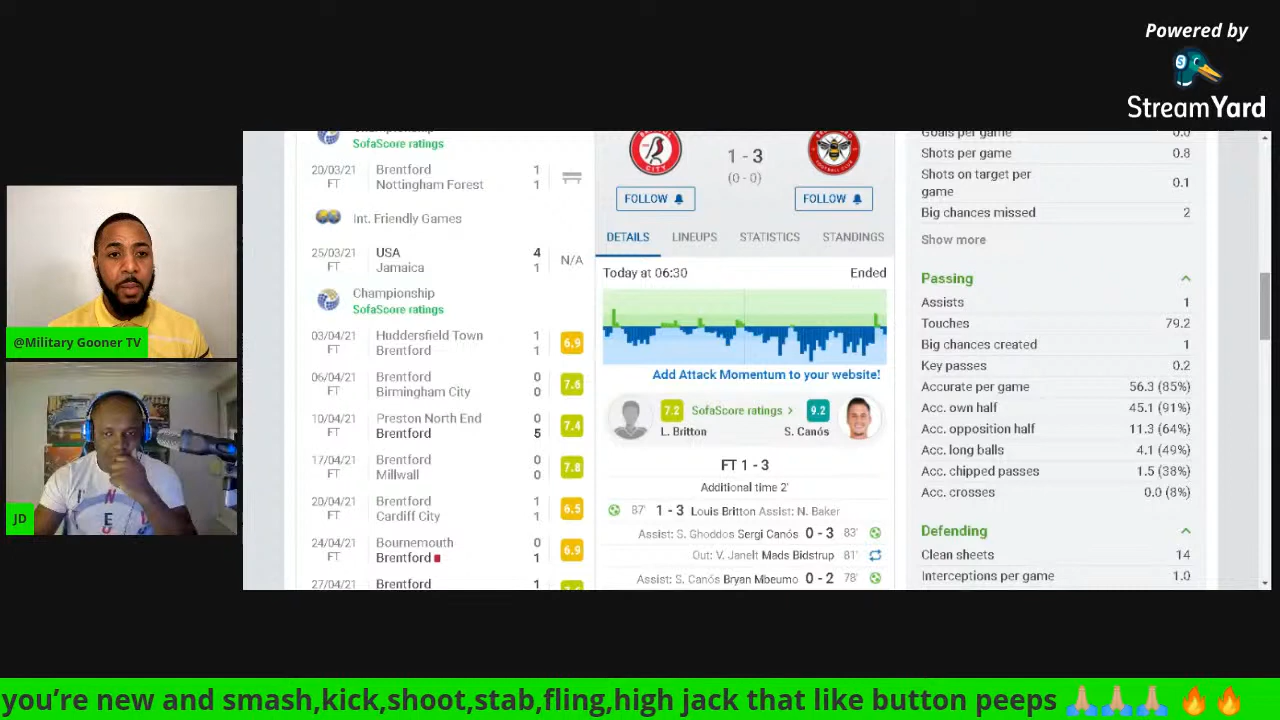 Powered by
StreamYard
@Military Gooner TV
JD
Championship
SofaScore ratings
20/03/21 Brentford 1
FT Nottingham Forest 1
Int. Friendly Games
25/03/21 USA 4
FT Jamaica 1
N/A
Championship
SofaScore ratings
03/04/21 Huddersfield Town 1
FT Brentford 1
6.9
06/04/21 Brentford 0
FT Birmingham City 0
7.6
10/04/21 Preston North End 0
FT Brentford 5
7.4
17/04/21 Brentford 0
FT Millwall 0
7.8
20/04/21 Brentford 1
FT Cardiff City 1
6.5
24/04/21 Bournemouth 0
FT Brentford 1
6.9
27/04/21 Brentford 1
CITY
1 - 3
(0 - 0)
FOLLOW FOLLOW
DETAILS LINEUPS STATISTICS STANDINGS
Today at 06:30 Ended
Add Attack Momentum to your website!
7.2 SofaScore ratings > 9.2
L. Britton S. Canós
FT 1 - 3
Additional time 2'
87' 1 - 3 Louis Britton Assist: N. Baker
Assist: S. Ghoddos Sergi Canós 0 - 3 83'
Out: V. Janelt Mads Bidstrup 81'
Assist: S. Canós Bryan Mbeumo 0 - 2 78'
Goals per game 0.0
Shots per game 0.8
Shots on target per
game 0.1
Big chances missed 2
Show more
Passing
Assists 1
Touches 79.2
Big chances created 1
Key passes 0.2
Accurate per game 56.3 (85%)
Acc. own half 45.1 (91%)
Acc. opposition half 11.3 (64%)
Acc. long balls 4.1 (49%)
Acc. chipped passes 1.5 (38%)
Acc. crosses 0.0 (8%)
Defending
Clean sheets 14
Interceptions per game 1.0
you’re new and smash,kick,shoot,stab,fling,high jack that like button peeps 🙏🏼🙏🏼🙏🏼 🔥🔥